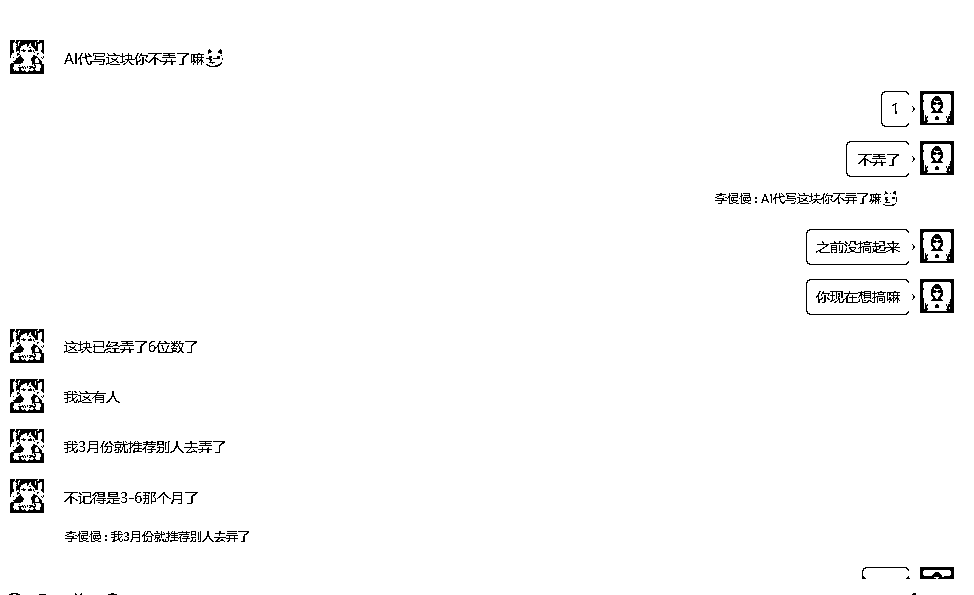 AI代写这块你不弄了嘛
1
不弄了
李慢慢：AI代写这块你不弄了嘛
之前没搞起来
你现在想搞嘛
这块已经弄了6位数了
我这有人
我3月份就推荐别人去弄了
不记得是3-6那个月了
李慢慢：我3月份就推荐别人去弄了